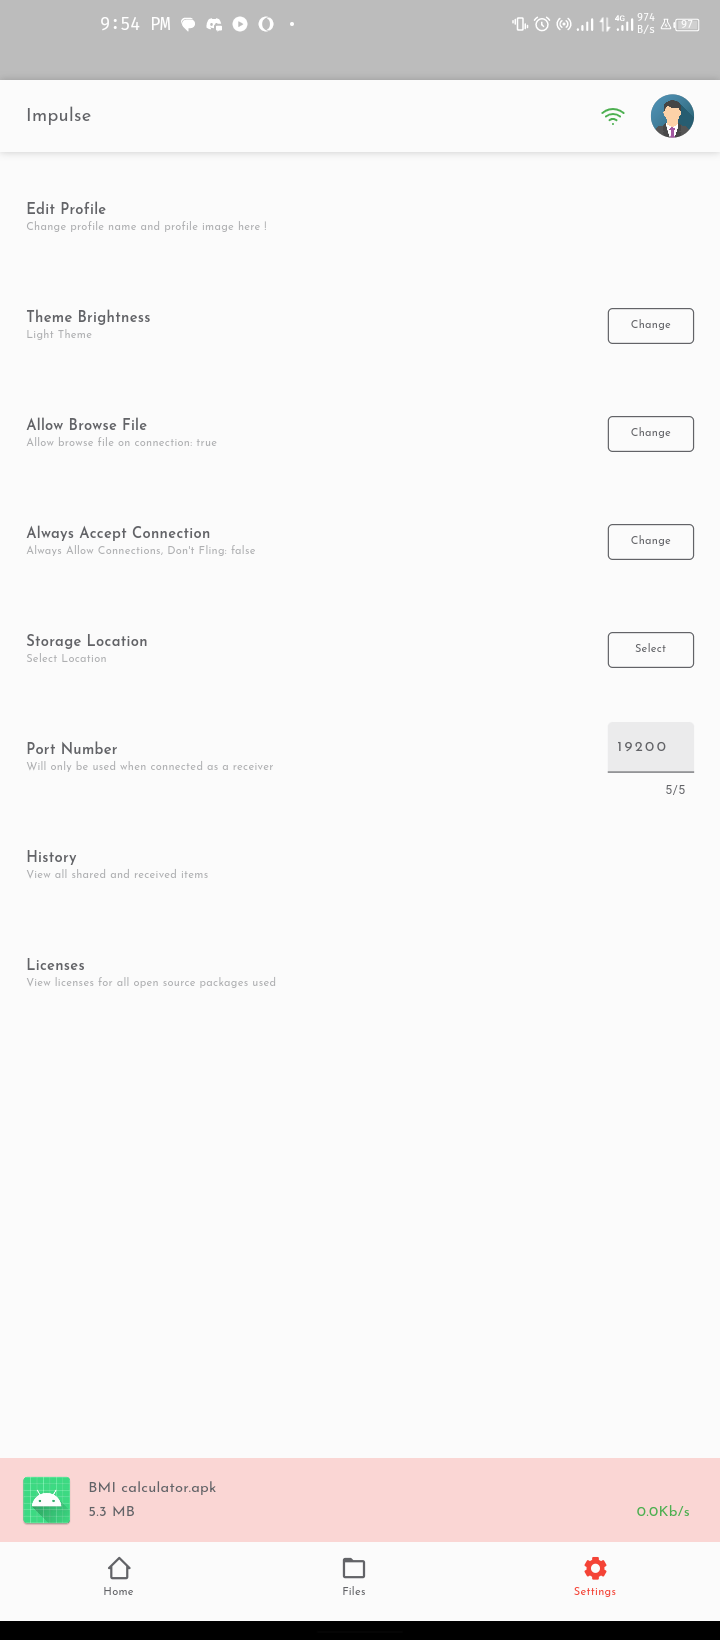 9:54 PM
4G 974 B/s 97
Impulse
Edit Profile
Change profile name and profile image here !
Theme Brightness
Light Theme
Change
Allow Browse File
Allow browse file on connection: true
Change
Always Accept Connection
Always Allow Connections, Don't Fling: false
Change
Storage Location
Select Location
Select
Port Number
Will only be used when connected as a receiver
19200
5/5
History
View all shared and received items
Licenses
View licenses for all open source packages used
BMI calculator.apk
5.3 MB
0.0Kb/s
Home
Files
Settings